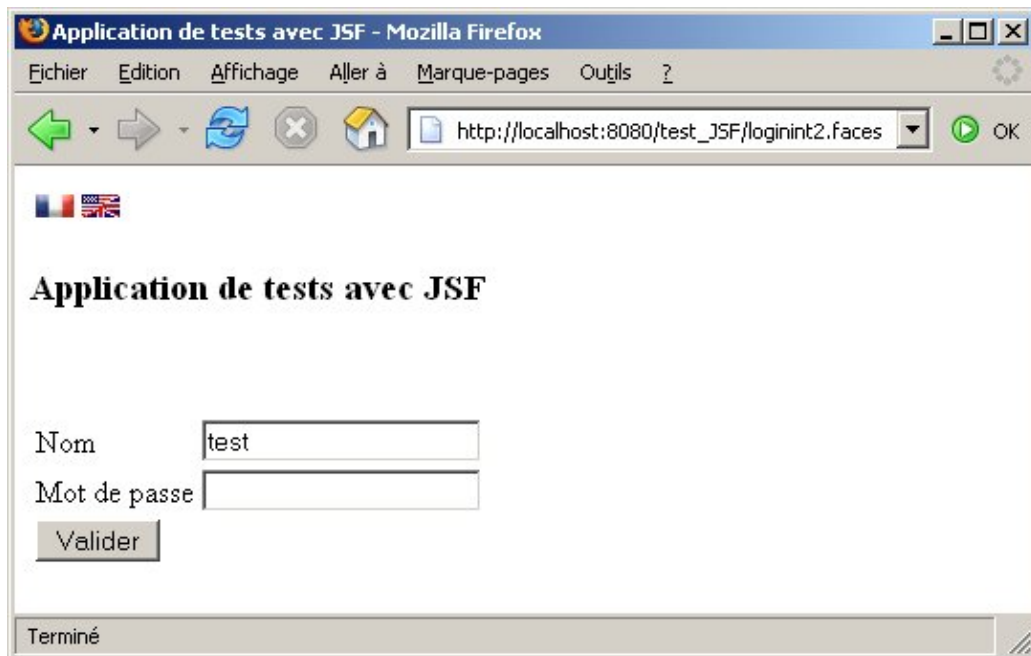 Application de tests avec JSF - Mozilla Firefox
Fichier Edition Affichage Aller à Marque-pages Outils ?
http://localhost:8080/test_JSF/loginint2.faces OK
Application de tests avec JSF
Nom test
Mot de passe
Valider
Terminé